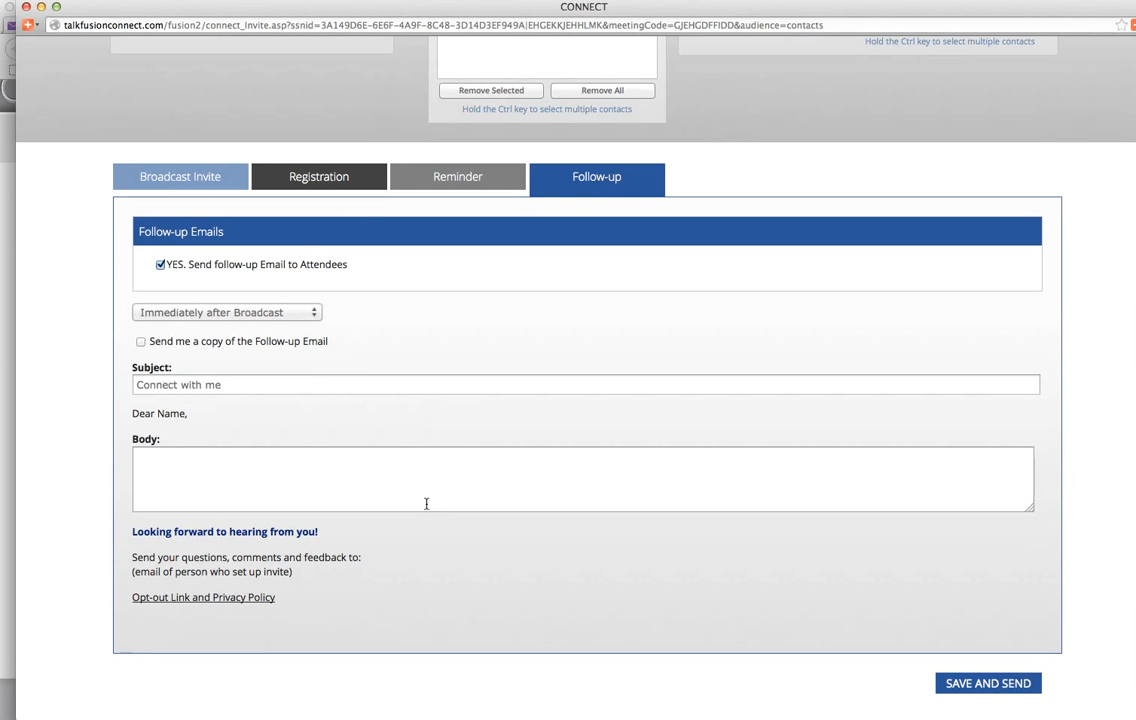 CONNECT
talkfusionconnect.com/fusion2/connect_Invite.asp?ssnid=3A149D6E-6E6F-4A9F-8C48-3D14D3EF949A|EHGEKKJEHHLMK&meetingCode=GJEHGDFFIDD&audience=contacts
Hold the Ctrl key to select multiple contacts
Remove Selected Remove All
Hold the Ctrl key to select multiple contacts
Broadcast Invite Registration Reminder Follow-up
Follow-up Emails
YES. Send follow-up Email to Attendees
Immediately after Broadcast
Send me a copy of the Follow-up Email
Subject:
Connect with me
Dear Name,
Body:
Looking forward to hearing from you!
Send your questions, comments and feedback to:
(email of person who set up invite)
Opt-out Link and Privacy Policy
SAVE AND SEND